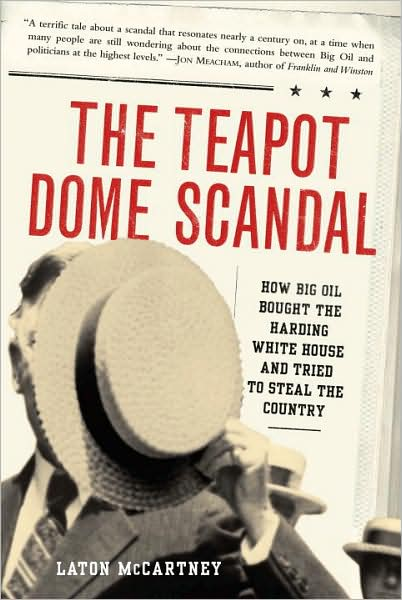 “A terrific tale about a scandal that resonates nearly a century on, at a time when
many people are still wondering about the connections between Big Oil and
politicians at the highest levels.” —JON MEACHAM, author of Franklin and Winston
THE TEAPOT
DOME SCANDAL
HOW BIG OIL
BOUGHT THE
HARDING
WHITE HOUSE
AND TRIED
TO STEAL THE
COUNTRY
LATON McCARTNEY